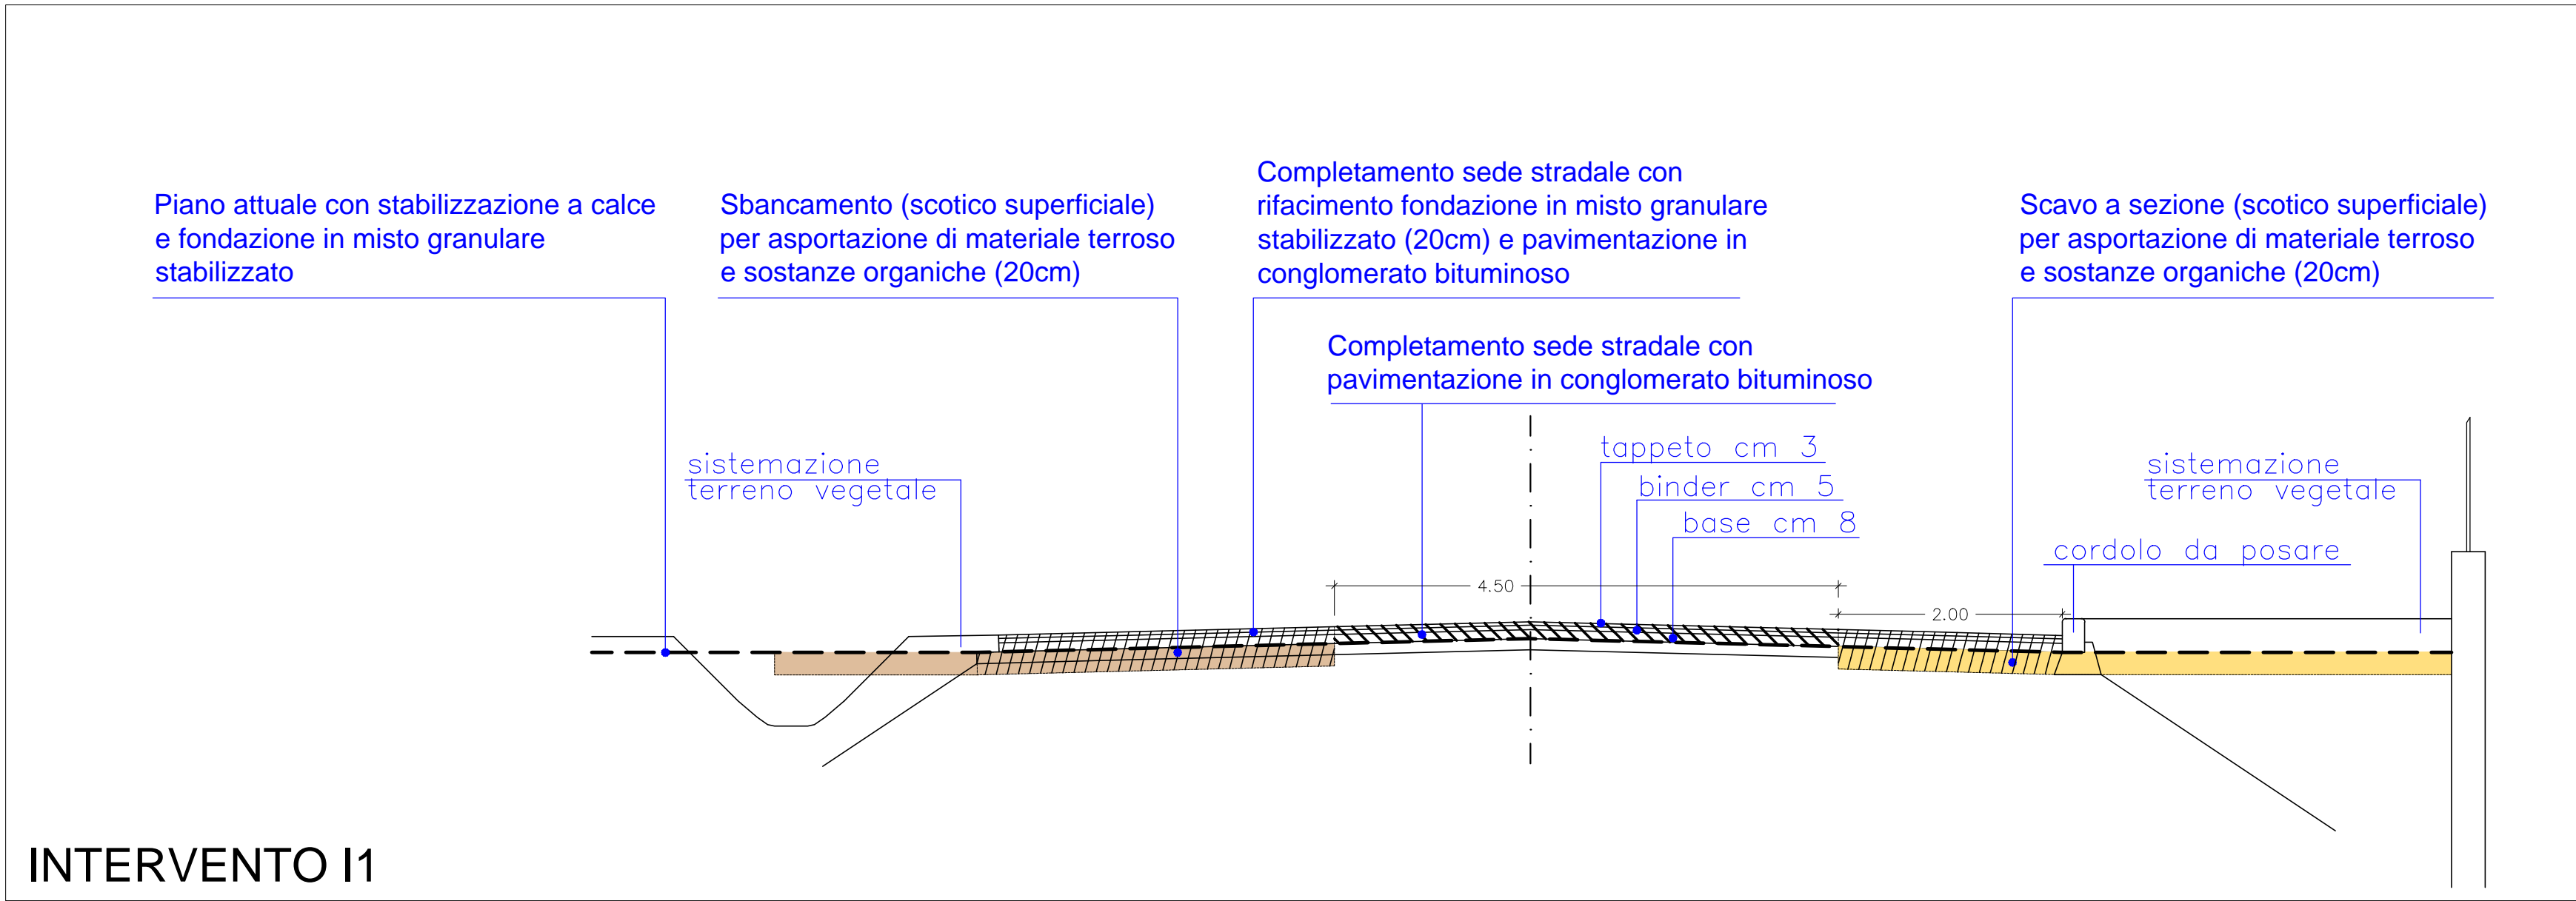 Piano attuale con stabilizzazione a calce
e fondazione in misto granulare
stabilizzato
Sbancamento (scotico superficiale)
per asportazione di materiale terroso
e sostanze organiche (20cm)
Completamento sede stradale con
rifacimento fondazione in misto granulare
stabilizzato (20cm) e pavimentazione in
conglomerato bituminoso
Scavo a sezione (scotico superficiale)
per asportazione di materiale terroso
e sostanze organiche (20cm)
Completamento sede stradale con
pavimentazione in conglomerato bituminoso
sistemazione
terreno vegetale
tappeto cm 3
binder cm 5
base cm 8
sistemazione
terreno vegetale
cordolo da posare
4.50
2.00
INTERVENTO I1